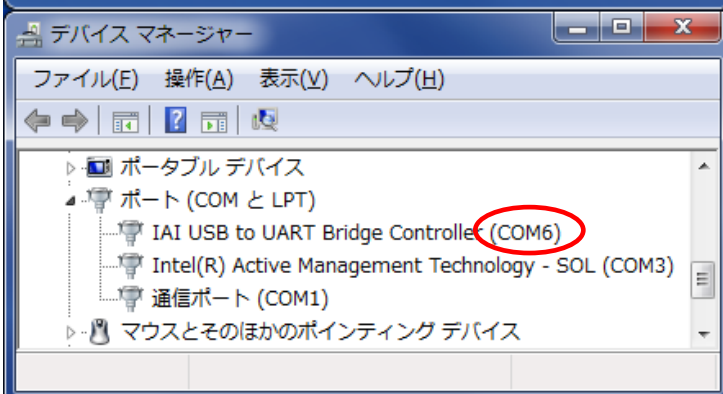 デバイス マネージャー
ファイル(F) 操作(A) 表示(V) ヘルプ(H)
ポータブル デバイス
ポート (COM と LPT)
IAI USB to UART Bridge Controller (COM6)
Intel(R) Active Management Technology - SOL (COM3)
通信ポート (COM1)
マウスとそのほかのポインティング デバイス